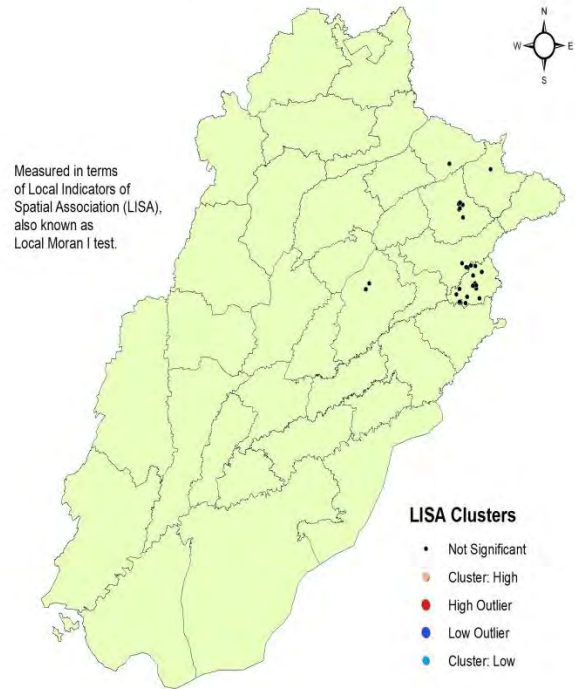 N
W E
S
Measured in terms
of Local Indicators of
Spatial Association (LISA),
also known as
Local Moran I test.
LISA Clusters
Not Significant
Cluster: High
High Outlier
Low Outlier
Cluster: Low